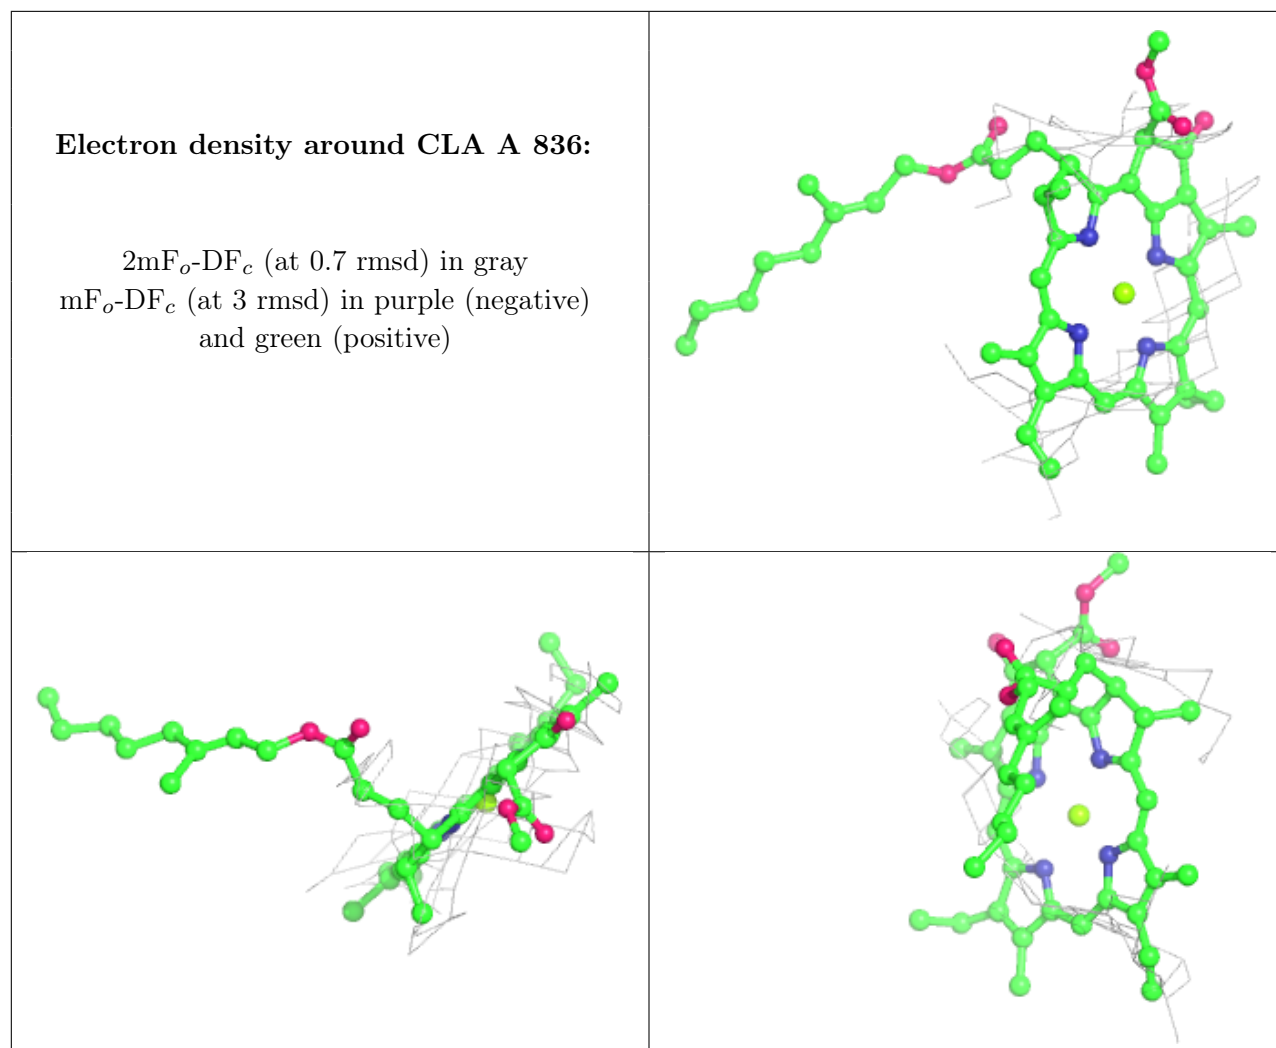 Electron density around CLA A 836:
2mFo-DFc (at 0.7 rmsd) in gray
mFo-DFc (at 3 rmsd) in purple (negative)
and green (positive)